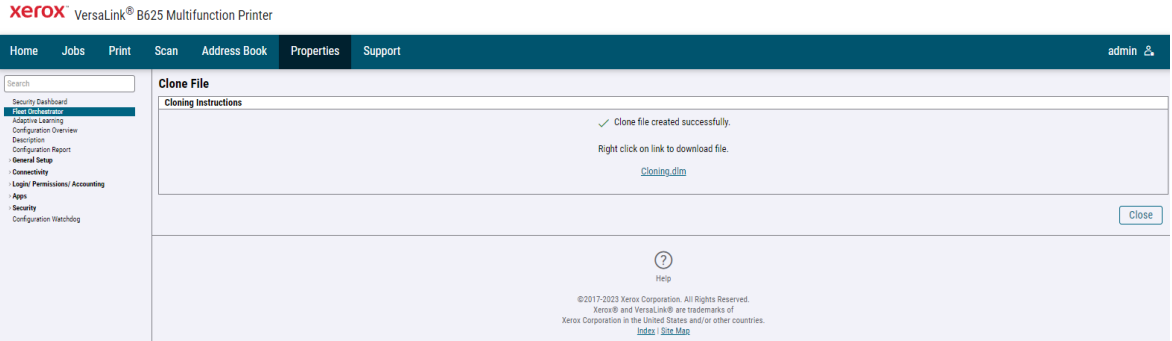 xerox™ VersaLink® B625 Multifunction Printer
Home Jobs Print Scan Address Book Properties Support admin
Search
Security Dashboard
Fleet Orchestrator
Adaptive Learning
Configuration Overview
Description
Configuration Report
› General Setup
› Connectivity
› Login/ Permissions/ Accounting
› Apps
› Security
Configuration Watchdog
Clone File
Cloning Instructions
✓ Clone file created successfully.
Right click on link to download file.
Cloning.dlm
Close
?
Help
©2017-2023 Xerox Corporation. All Rights Reserved.
Xerox® and VersaLink® are trademarks of
Xerox Corporation in the United States and/or other countries.
Index | Site Map